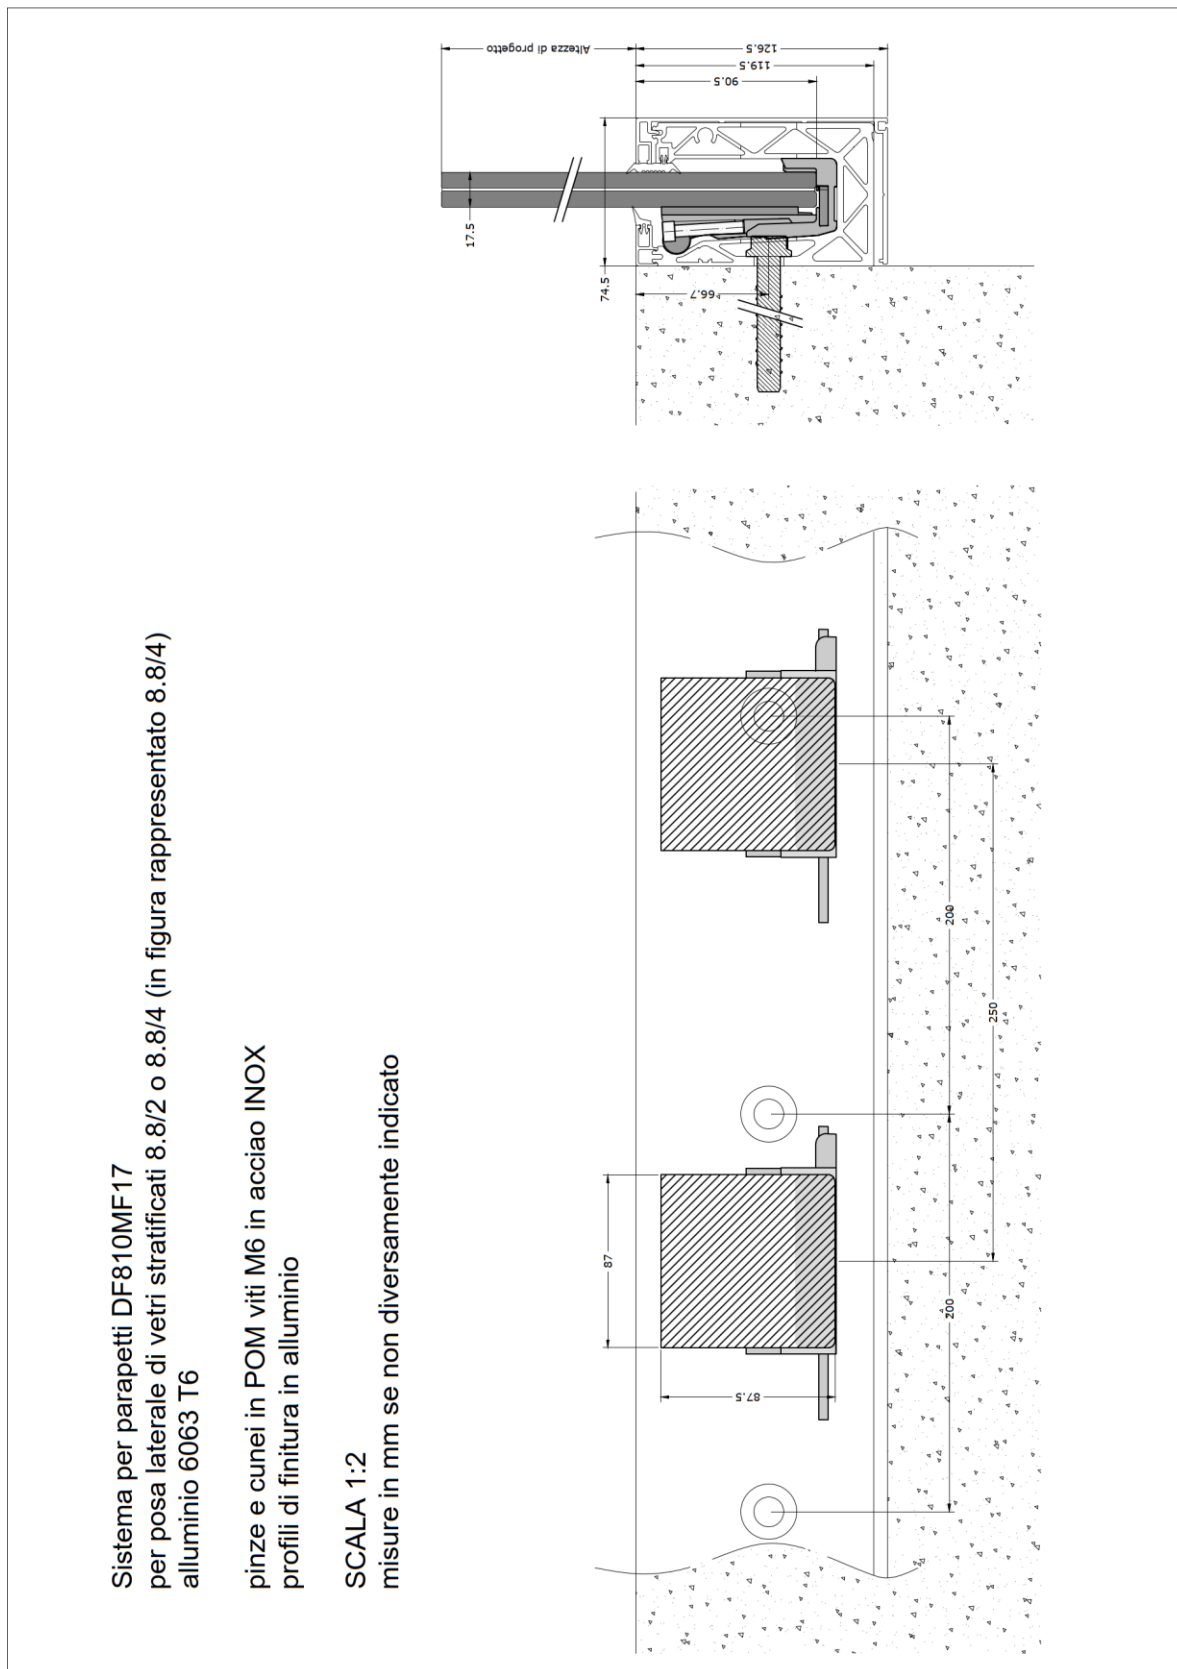 Sistema per parapetti DF810MF17
per posa laterale di vetri stratificati 8.8/2 o 8.8/4 (in figura rappresentato 8.8/4)
alluminio 6063 T6
pinze e cunei in POM viti M6 in acciao INOX
profili di finitura in alluminio
SCALA 1:2
misure in mm se non diversamente indicato
Altezza di progetto
126.5
119.5
90.5
17.5
74.5
66.7
200
250
87
200
87.5